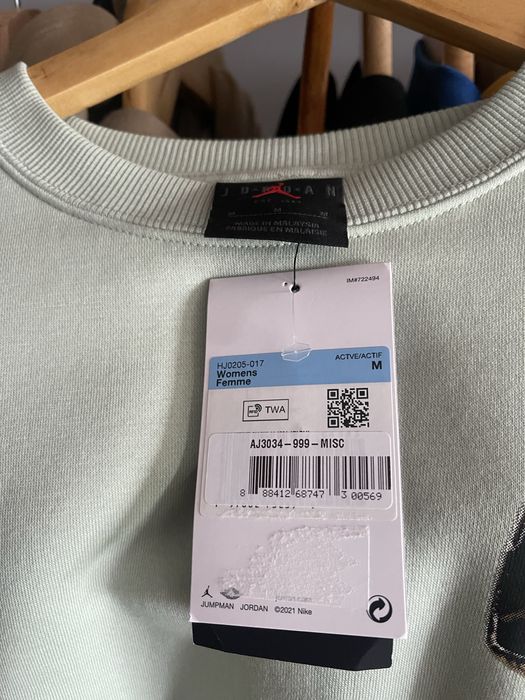 JORDAN
M M M
MADE IN MALAYSIA
FABRIQUE EN MALAISIE
IM#722494
HJ0205-017
Womens
Femme
ACTVE/ACTIF
M
TWA
AJ3034-999-MISC
8 88412 68747 3 00569
JUMPMAN JORDAN ©2021 Nike